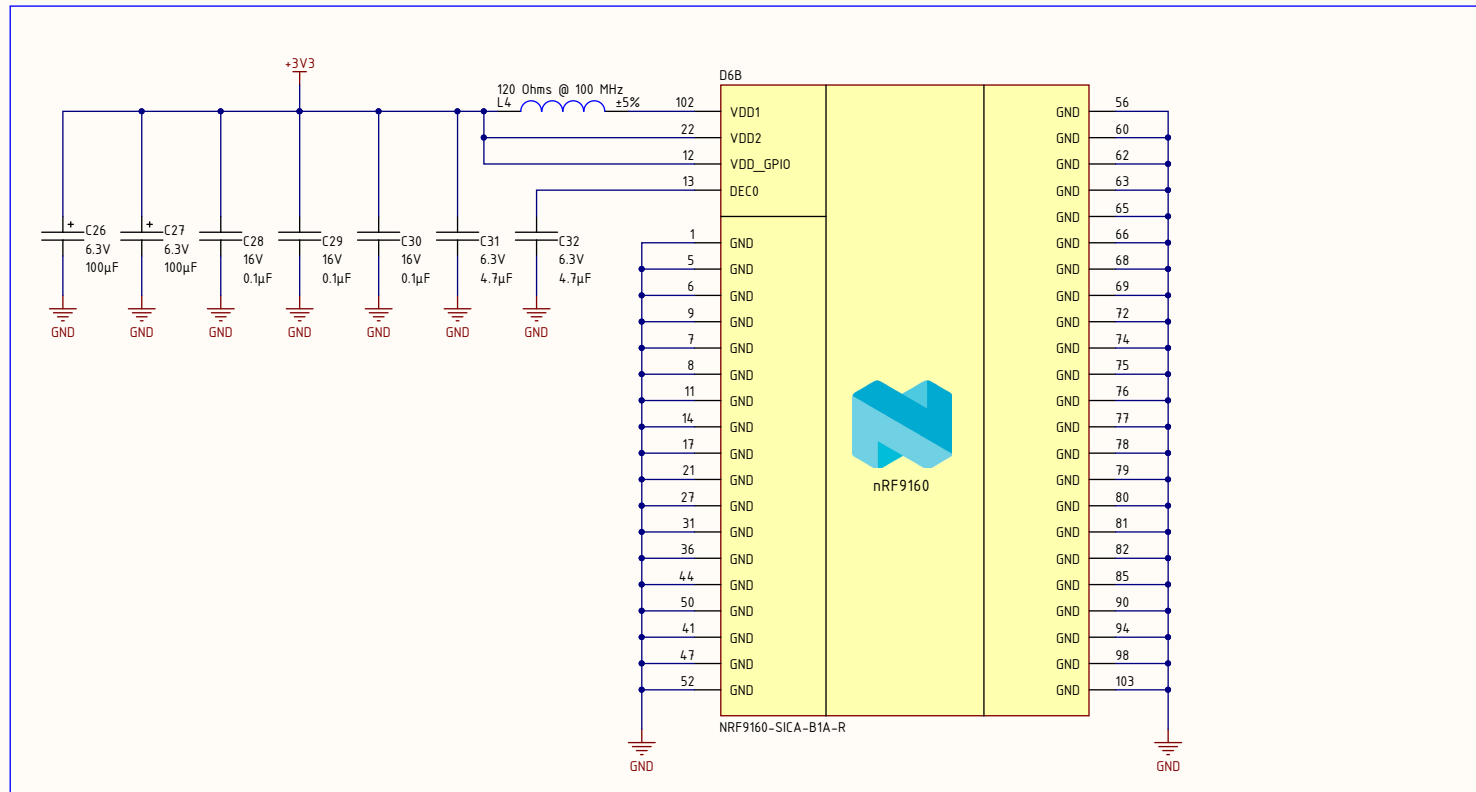 +3V3
120 Ohms @ 100 MHz
L4
±5%
C26
6.3V
100µF
GND
C27
6.3V
100µF
GND
C28
16V
0.1µF
GND
C29
16V
0.1µF
GND
C30
16V
0.1µF
GND
C31
6.3V
4.7µF
GND
C32
6.3V
4.7µF
GND
D6B
102 VDD1
22 VDD2
12 VDD_GPIO
13 DEC0
1 GND
5 GND
6 GND
9 GND
7 GND
8 GND
11 GND
14 GND
17 GND
21 GND
27 GND
31 GND
36 GND
44 GND
50 GND
41 GND
47 GND
52 GND
GND
nRF9160
GND 56
GND 60
GND 62
GND 63
GND 65
GND 66
GND 68
GND 69
GND 72
GND 74
GND 75
GND 76
GND 77
GND 78
GND 79
GND 80
GND 81
GND 82
GND 85
GND 90
GND 94
GND 98
GND 103
GND
NRF9160-SICA-B1A-R